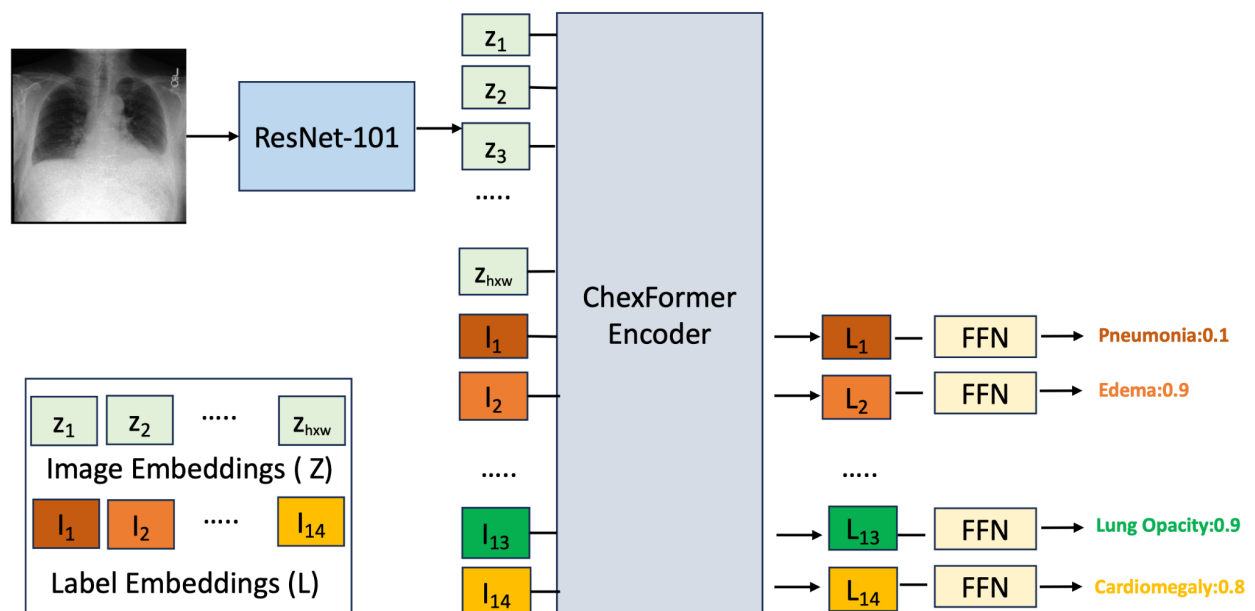 ResNet-101
z1
z2
z3
.....
zhxw
l1
l2
.....
l13
l14
ChexFormer
Encoder
L1
FFN
Pneumonia:0.1
L2
FFN
Edema:0.9
.....
L13
FFN
Lung Opacity:0.9
L14
FFN
Cardiomegaly:0.8
z1 z2 ..... zhxw
Image Embeddings ( Z)
l1 l2 ..... l14
Label Embeddings (L)